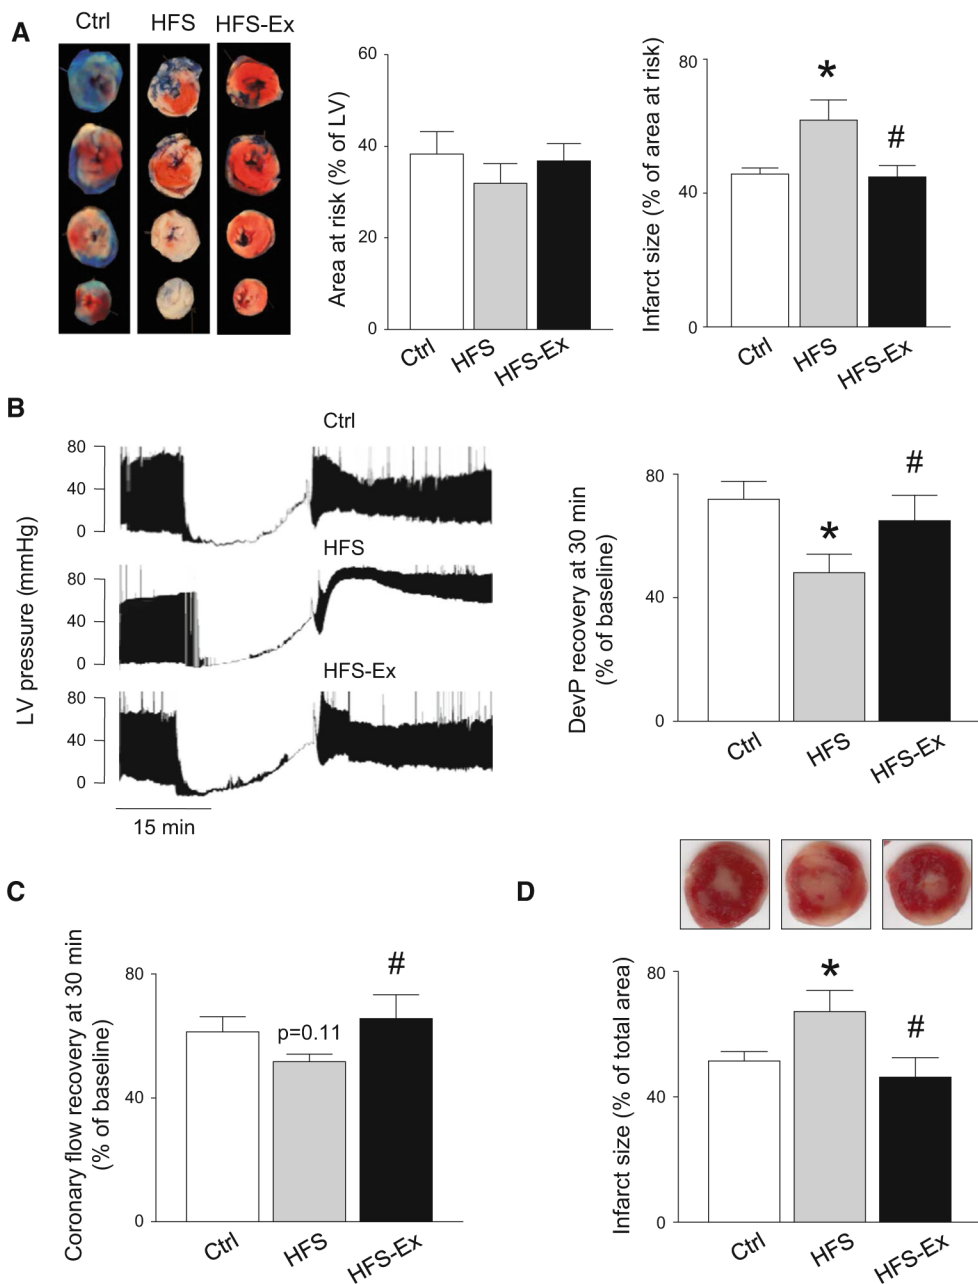 A
Ctrl HFS HFS-Ex
Area at risk (% of LV)
60
40
20
0
Ctrl HFS HFS-Ex
Infarct size (% of area at risk)
80
40
0
*
#
Ctrl HFS HFS-Ex
B
LV pressure (mmHg)
Ctrl
80
40
0
HFS
80
40
0
HFS-Ex
80
40
0
15 min
DevP recovery at 30 min
(% of baseline)
80
40
0
*
#
Ctrl HFS HFS-Ex
C
Coronary flow recovery at 30 min
(% of baseline)
80
40
0
p=0.11
#
Ctrl HFS HFS-Ex
D
Infarct size (% of total area)
80
40
0
*
#
Ctrl HFS HFS-Ex